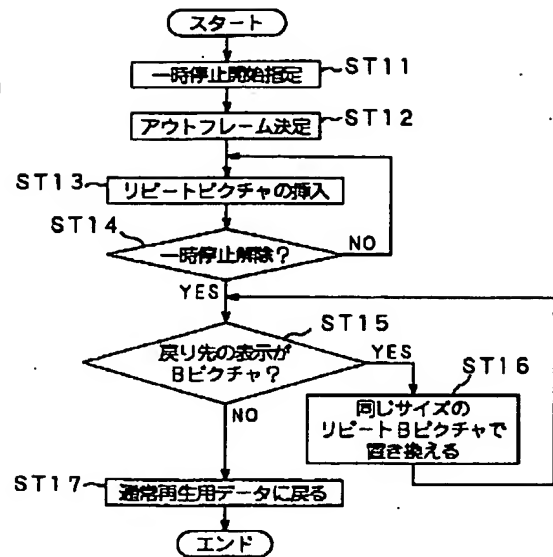 スタート
一時停止開始指定
ST11
アウトフレーム決定
ST12
ST13
リピートピクチャの挿入
ST14
一時停止解除？
NO
YES
ST15
戻り先の表示が
Bピクチャ？
YES
NO
ST16
同じサイズの
リピートBピクチャで
置き換える
ST17
通常再生用データに戻る
エンド